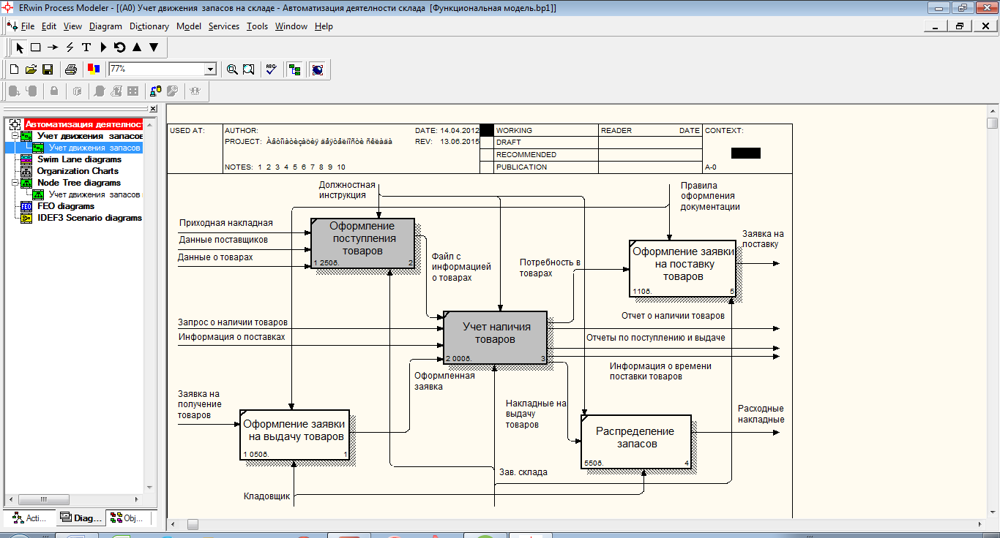 ERwin Process Modeler - [(A0) Учет движения запасов на складе - Автоматизация деятельности склада [Функциональная модель.bp1]]
File Edit View Diagram Dictionary Model Services Tools Window Help
77%
Автоматизация деятельност
Учет движения запасов
Учет движения запасов
Swim Lane diagrams
Organization Charts
Node Tree diagrams
Учет движения запасов
FEO diagrams
IDEF3 Scenario diagrams
Acti...
Diag...
Obj...
USED AT:
AUTHOR:
DATE: 14.04.2012
PROJECT: Àâòîìàòèçàöèÿ äåÿòåëüíîñòè ñêëàäà
REV: 13.06.2015
NOTES: 1 2 3 4 5 6 7 8 9 10
WORKING
DRAFT
RECOMMENDED
PUBLICATION
READER
DATE
CONTEXT:
A-0
Должностная
инструкция
Правила
оформления
документации
Приходная накладная
Данные поставщиков
Данные о товарах
Оформление
поступления
товаров
1 250б.
2
Файл с
информацией
о товарах
Потребность в
товарах
Оформление заявки
на поставку
товаров
110б.
5
Заявка на
поставку
Запрос о наличии товаров
Информация о поставках
Учет наличия
товаров
2 000б.
3
Отчет о наличии товаров
Отчеты по поступлению и выдаче
Информация о времени
поставки товаров
Оформленная
заявка
Заявка на
получение
товаров
Оформление заявки
на выдачу товаров
1 050б.
1
Накладные на
выдачу
товаров
Распределение
запасов
550б.
4
Расходные
накладные
Зав. склада
Кладовщик